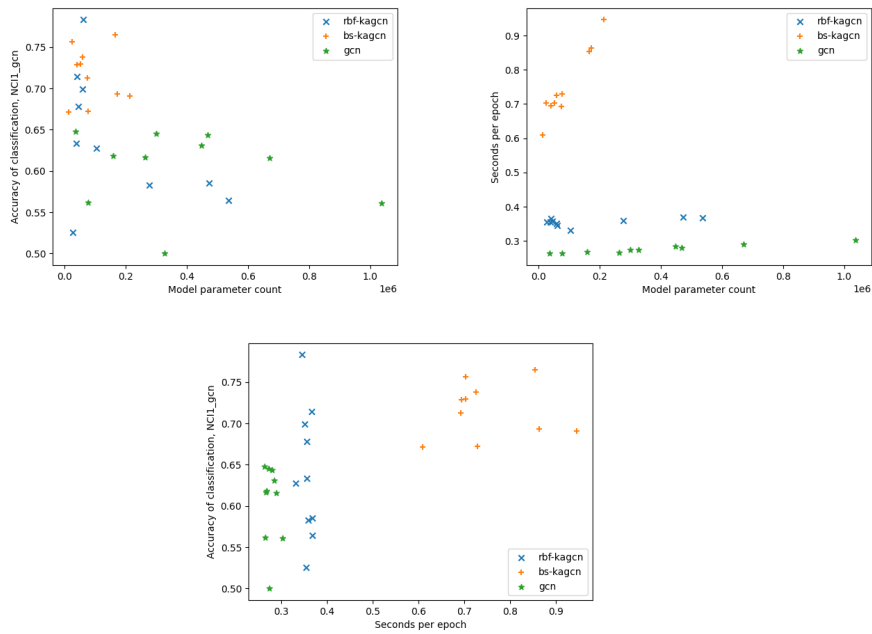 Accuracy of classification, NCI1_gcn
0.75
0.70
0.65
0.60
0.55
0.50
0.0
0.2
0.4
0.6
0.8
1.0
1e6
Model parameter count
rbf-kagcn
bs-kagcn
gcn
Seconds per epoch
0.9
0.8
0.7
0.6
0.5
0.4
0.3
0.0
0.2
0.4
0.6
0.8
1.0
1e6
Model parameter count
rbf-kagcn
bs-kagcn
gcn
Accuracy of classification, NCI1_gcn
0.75
0.70
0.65
0.60
0.55
0.50
0.3
0.4
0.5
0.6
0.7
0.8
0.9
Seconds per epoch
rbf-kagcn
bs-kagcn
gcn